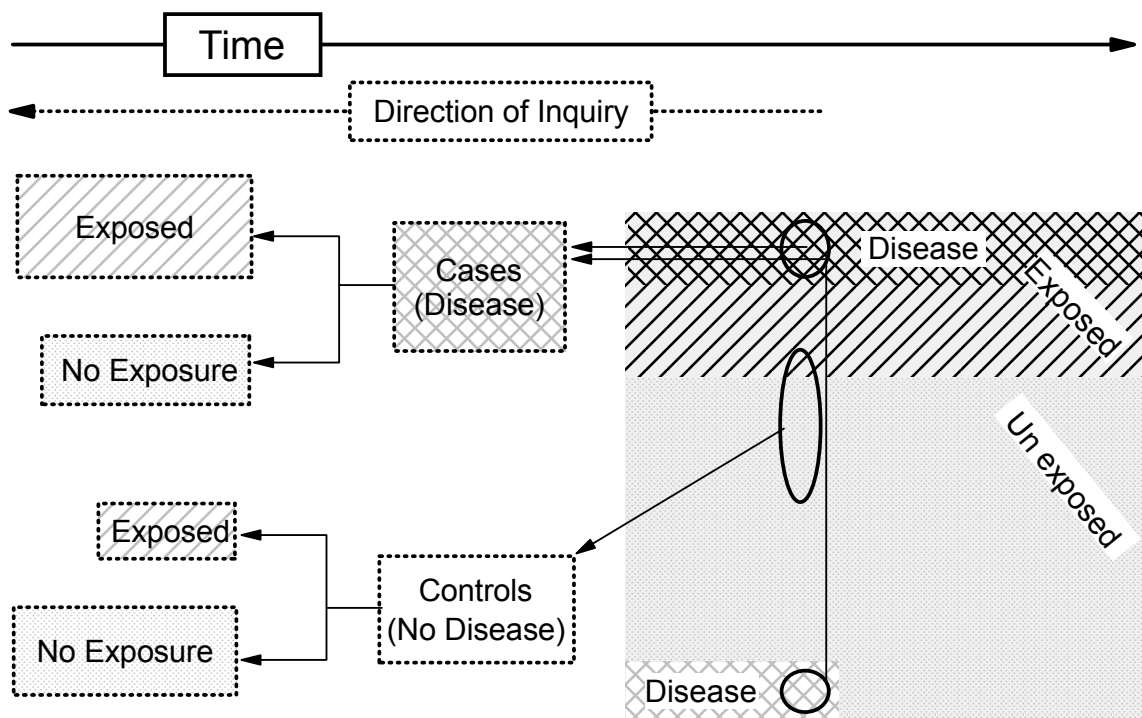 Time
Direction of Inquiry
Exposed
No Exposure
Cases
(Disease)
Disease
Exposed
Un exposed
Exposed
No Exposure
Controls
(No Disease)
Disease